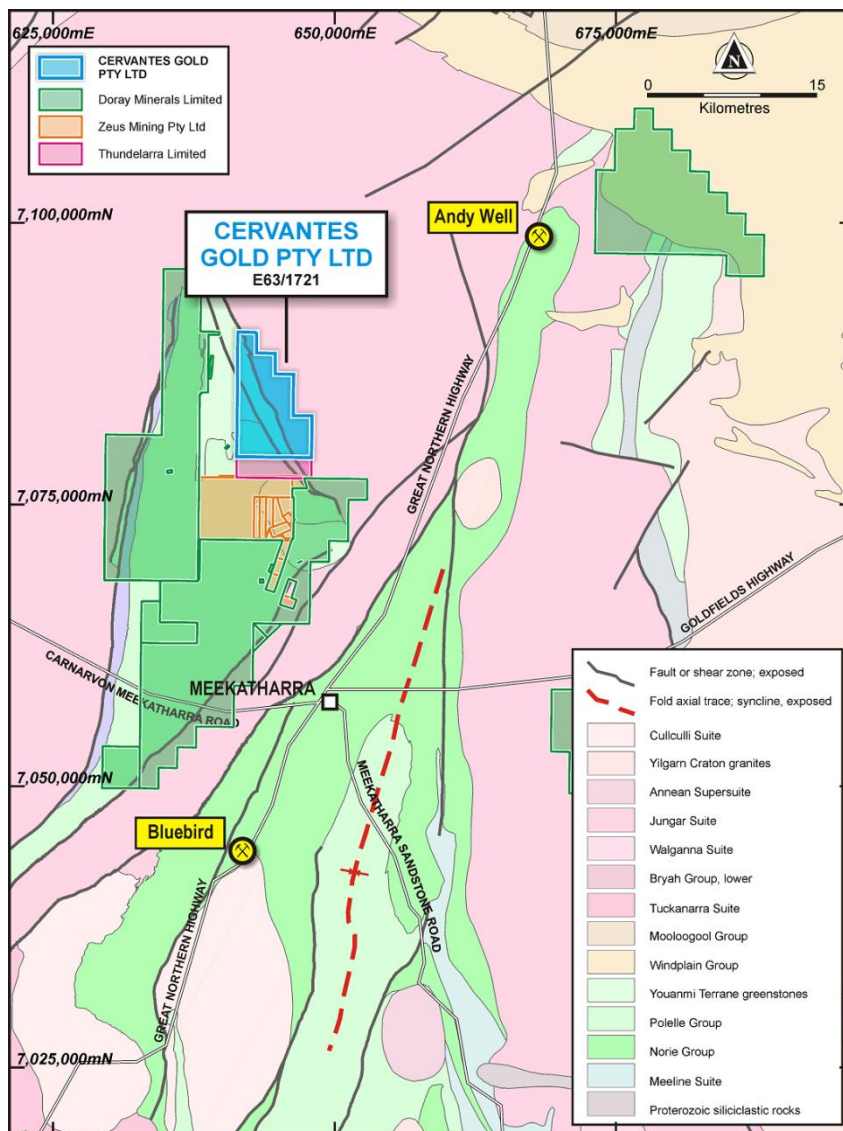 625,000mE
650,000mE
675,000mE
CERVANTES GOLD
PTY LTD
Doray Minerals Limited
Zeus Mining Pty Ltd
Thundelarra Limited
N
0
15
Kilometres
7,100,000mN
Andy Well
CERVANTES
GOLD PTY LTD
E63/1721
GREAT NORTHERN HIGHWAY
7,075,000mN
GOLDFIELDS HIGHWAY
CARNARVON MEEKATHARRA ROAD
MEEKATHARRA
7,050,000mN
MEEKATHARRA SANDSTONE ROAD
Bluebird
GREAT NORTHERN HIGHWAY
7,025,000mN
Fault or shear zone; exposed
Fold axial trace; syncline, exposed
Cullculli Suite
Yilgarn Craton granites
Annean Supersuite
Jungar Suite
Walganna Suite
Bryah Group, lower
Tuckanarra Suite
Mooloogool Group
Windplain Group
Youanmi Terrane greenstones
Polelle Group
Norie Group
Meeline Suite
Proterozoic siliciclastic rocks